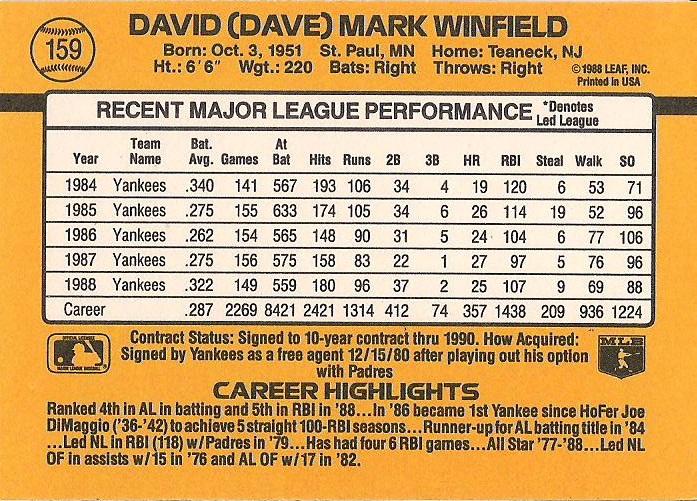 159
DAVID (DAVE) MARK WINFIELD
Born: Oct. 3, 1951 St. Paul, MN Home: Teaneck, NJ
Ht.: 6'6" Wgt.: 220 Bats: Right Throws: Right
©1988 LEAF, INC.
Printed in USA
RECENT MAJOR LEAGUE PERFORMANCE *Denotes
Led League
Year Team Name Bat. Avg. Games At Bat Hits Runs 2B 3B HR RBI Steal Walk SO
1984 Yankees .340 141 567 193 106 34 4 19 120 6 53 71
1985 Yankees .275 155 633 174 105 34 6 26 114 19 52 96
1986 Yankees .262 154 565 148 90 31 5 24 104 6 77 106
1987 Yankees .275 156 575 158 83 22 1 27 97 5 76 96
1988 Yankees .322 149 559 180 96 37 2 25 107 9 69 88
Career .287 2269 8421 2421 1314 412 74 357 1438 209 936 1224
Contract Status: Signed to 10-year contract thru 1990. How Acquired:
Signed by Yankees as a free agent 12/15/80 after playing out his option
with Padres
MLB
CAREER HIGHLIGHTS
Ranked 4th in AL in batting and 5th in RBI in '88...In '86 became 1st Yankee since HoFer Joe
DiMaggio ('36-'42) to achieve 5 straight 100-RBI seasons...Runner-up for AL batting title in '84
...Led NL in RBI (118) w/Padres in '79...Has had four 6 RBI games...All Star '77-'88...Led NL
OF in assists w/15 in '76 and AL OF w/17 in '82.